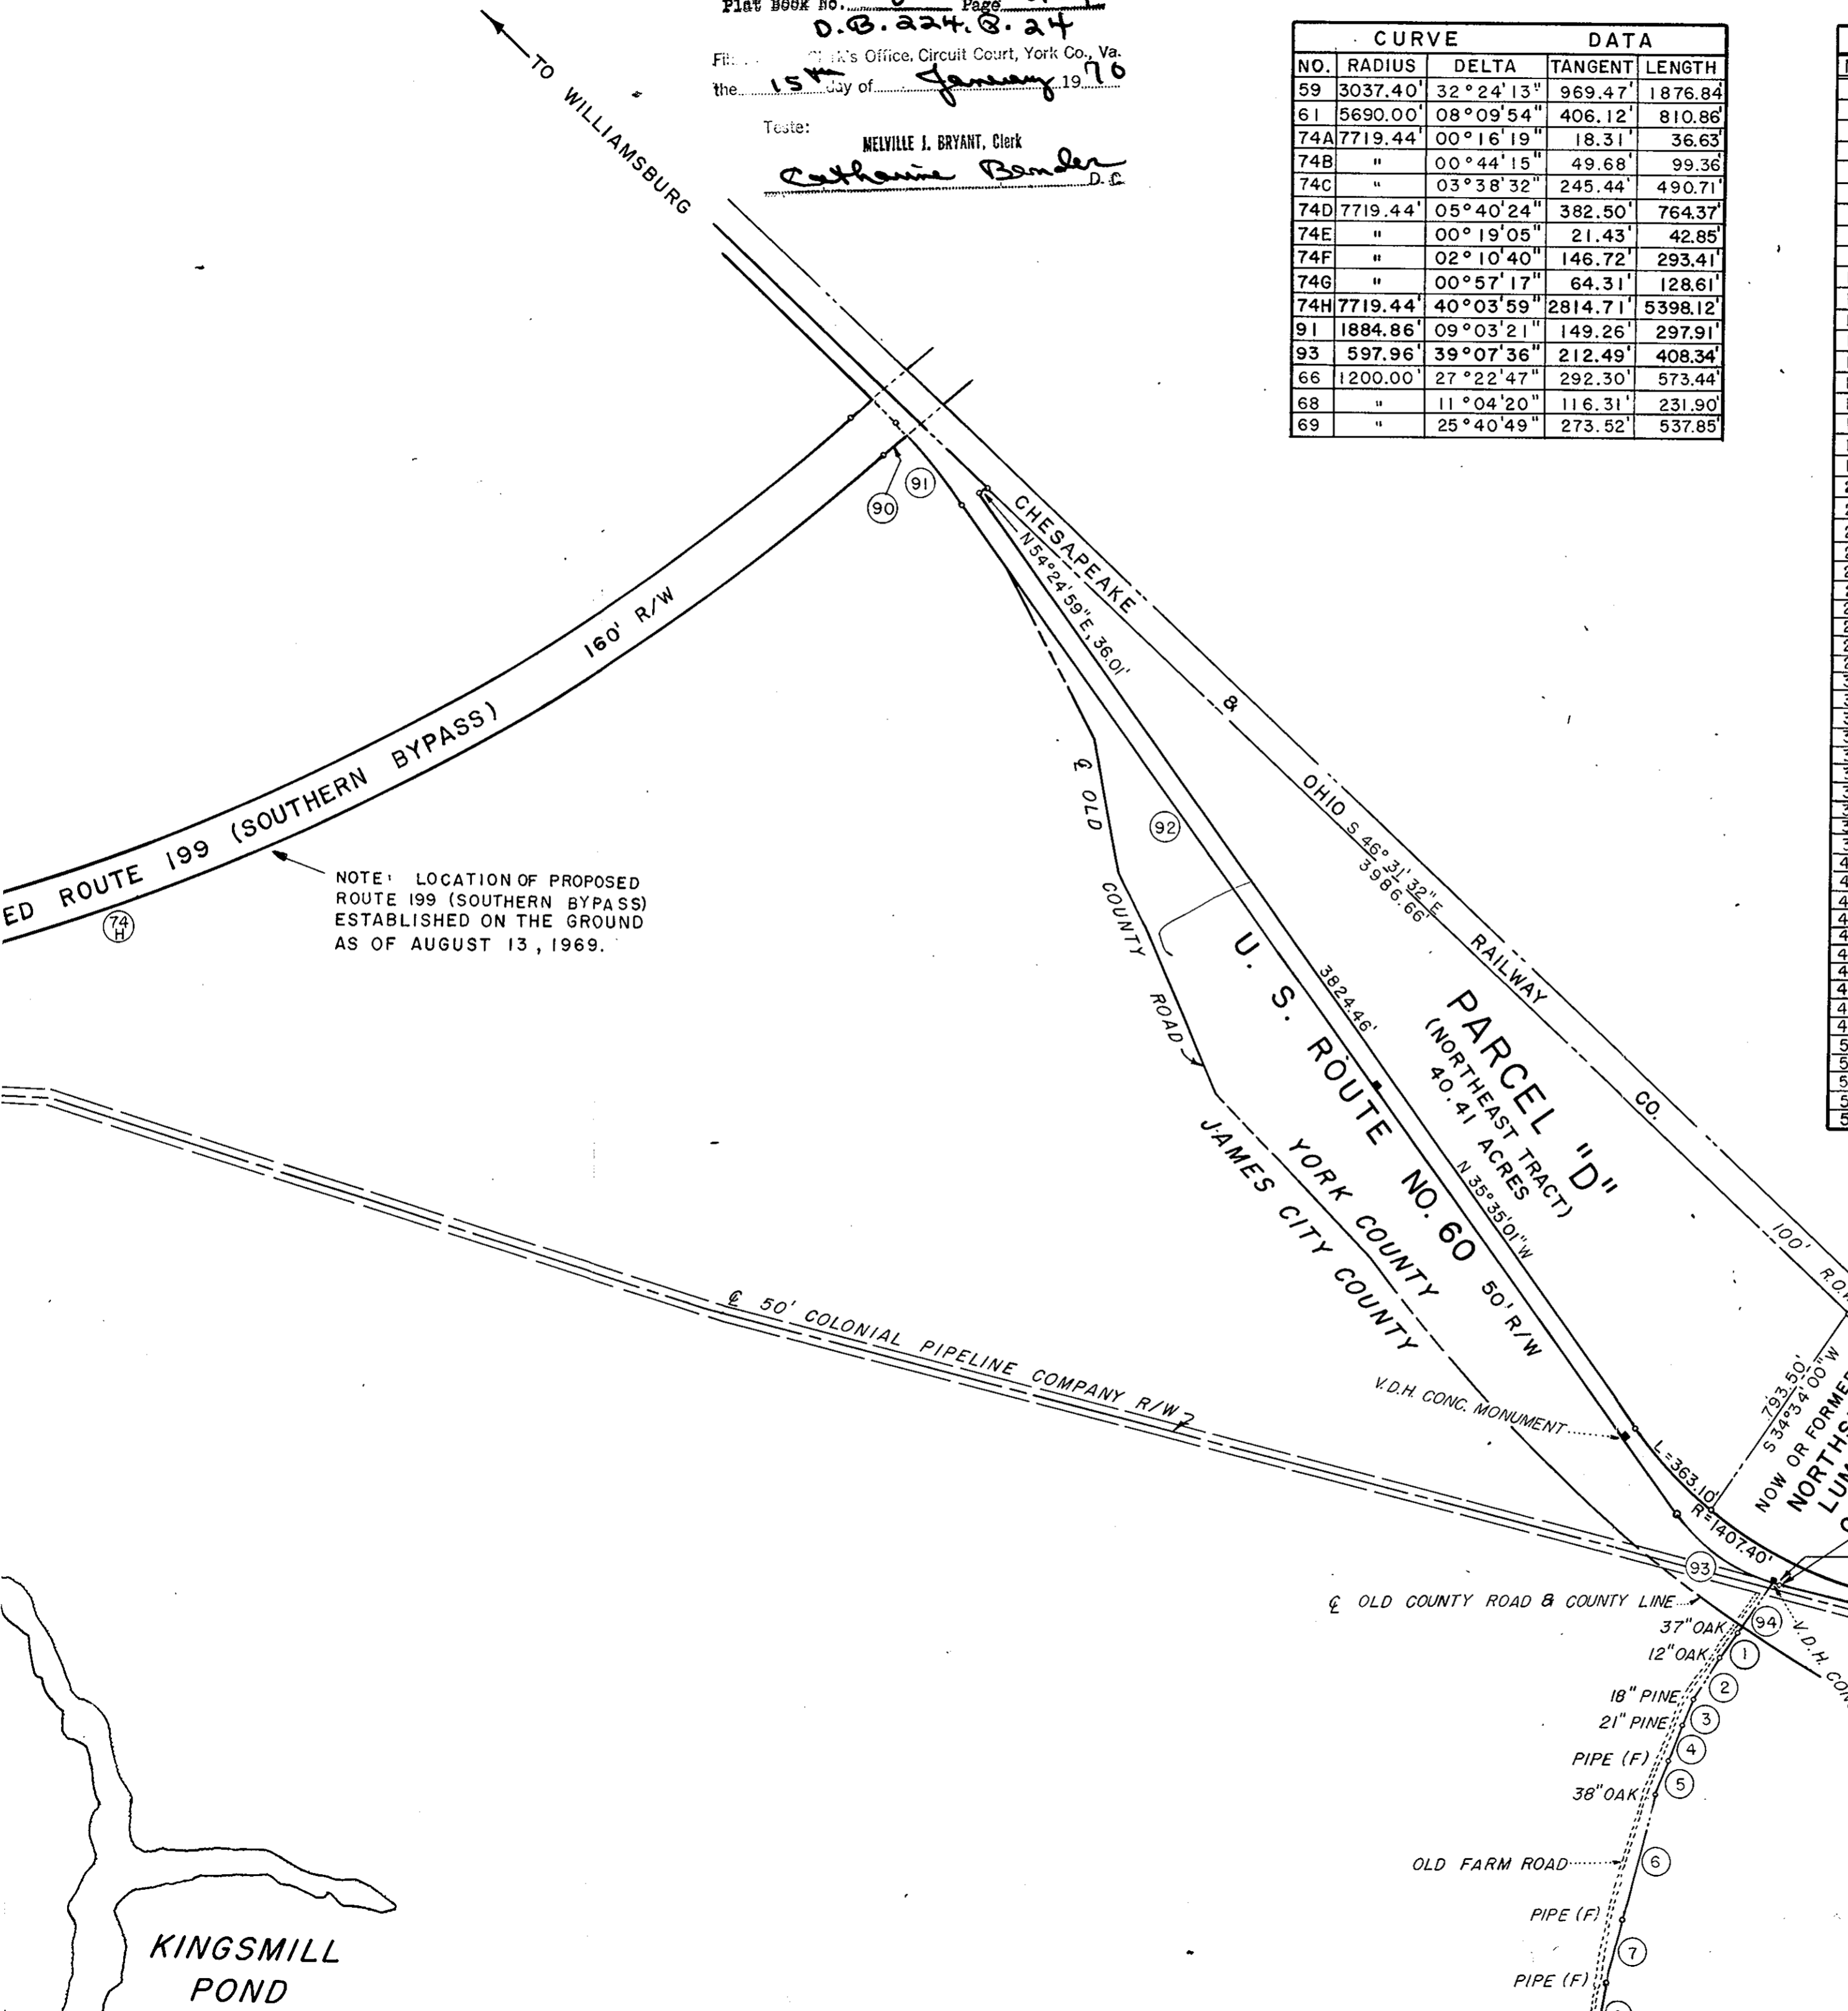 Plat Book No. Page
D.B. 224. P. 24
Clerk's Office, Circuit Court, York Co., Va.
the 15th day of January 1970
Teste:
MELVILLE J. BRYANT, Clerk
Catharine Bender
D. C.
TO WILLIAMSBURG
CURVE DATA
NO. RADIUS DELTA TANGENT LENGTH
59 3037.40' 32°24'13" 969.47' 1876.84'
61 5690.00' 08°09'54" 406.12' 810.86'
74A 7719.44' 00°16'19" 18.31' 36.63'
74B " 00°44'15" 49.68' 99.36'
74C " 03°38'32" 245.44' 490.71'
74D 7719.44' 05°40'24" 382.50' 764.37'
74E " 00°19'05" 21.43' 42.85'
74F " 02°10'40" 146.72' 293.41'
74G " 00°57'17" 64.31' 128.61'
74H 7719.44' 40°03'59" 2814.71' 5398.12'
91 1884.86' 09°03'21" 149.26' 297.91'
93 597.96' 39°07'36" 212.49' 408.34'
66 1200.00' 27°22'47" 292.30' 573.44'
68 " 11°04'20" 116.31' 231.90'
69 " 25°40'49" 273.52' 537.85'
91
90
CHESAPEAKE & OHIO RAILWAY CO.
N 54°24'59"E, 36.01'
S 46°31'32"E
3986.66'
100' R.O.W.
160' R/W
ED ROUTE 199 (SOUTHERN BYPASS)
74
H
NOTE: LOCATION OF PROPOSED
ROUTE 199 (SOUTHERN BYPASS)
ESTABLISHED ON THE GROUND
AS OF AUGUST 13, 1969.
℄ OLD COUNTY ROAD
92
U. S. ROUTE NO. 60 50' R/W
3824.46'
N 35°35'01"W
PARCEL "D"
(NORTHEAST TRACT)
40.41 ACRES
YORK COUNTY
JAMES CITY COUNTY
℄ 50' COLONIAL PIPELINE COMPANY R/W
V.D.H. CONC. MONUMENT
793.50'
S 34°34'00"W
NOW OR FORMER
NORTHS
LUM
L=363.10'
R=1407.40'
93
℄ OLD COUNTY ROAD & COUNTY LINE
94
V.D.H. CON
37" OAK
1
12" OAK
2
18" PINE
3
21" PINE
4
PIPE (F)
5
38" OAK
OLD FARM ROAD
6
PIPE (F)
7
PIPE (F)
KINGSMILL
POND